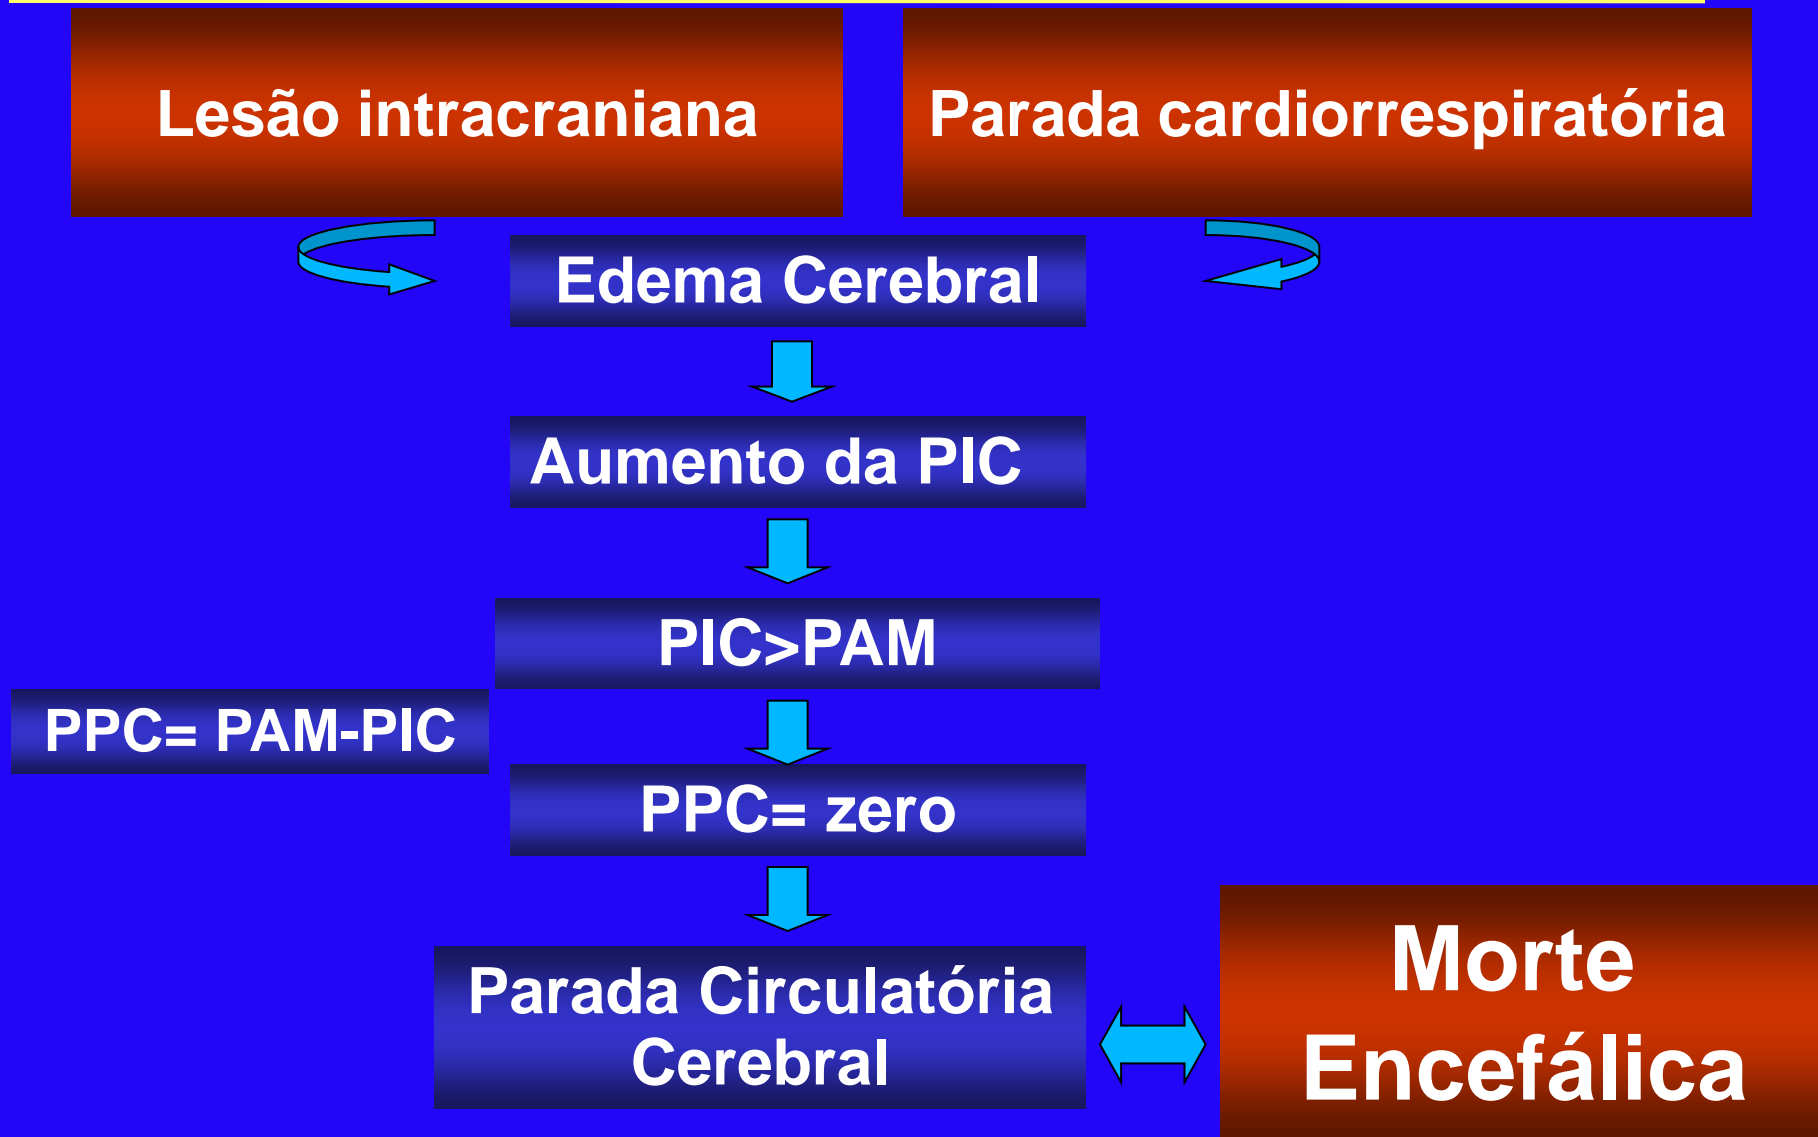 Lesão intracraniana
Parada cardiorrespiratória
Edema Cerebral
Aumento da PIC
PIC>PAM
PPC= PAM-PIC
PPC= zero
Parada Circulatória
Cerebral
Morte
Encefálica